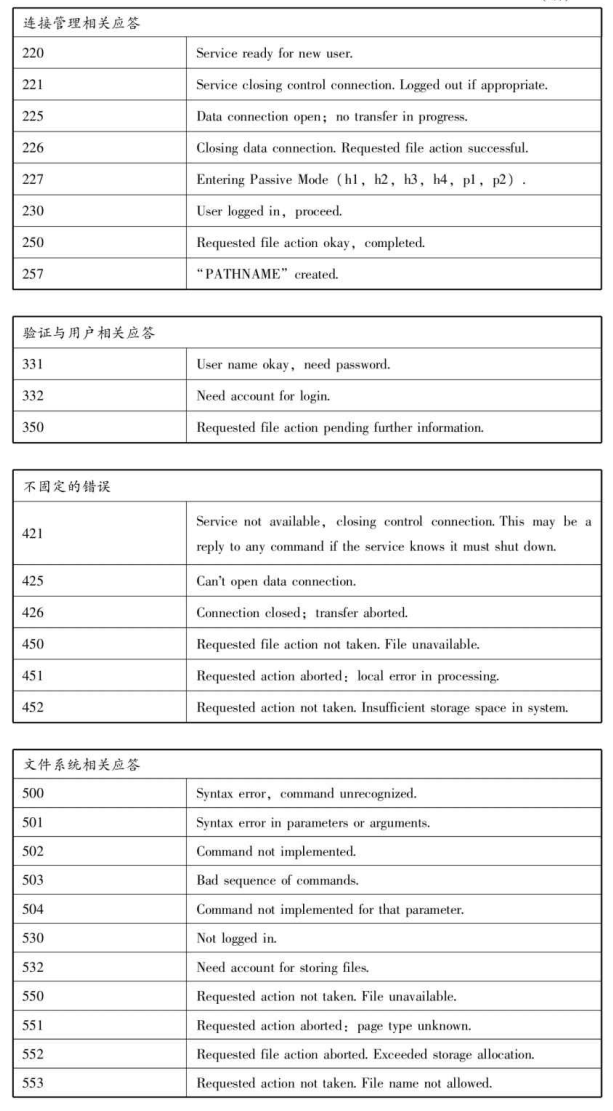 连接管理相关应答
220 Service ready for new user.
221 Service closing control connection. Logged out if appropriate.
225 Data connection open；no transfer in progress.
226 Closing data connection. Requested file action successful.
227 Entering Passive Mode（h1，h2，h3，h4，p1，p2）.
230 User logged in，proceed.
250 Requested file action okay，completed.
257 “PATHNAME” created.
验证与用户相关应答
331 User name okay，need password.
332 Need account for login.
350 Requested file action pending further information.
不固定的错误
421 Service not available，closing control connection. This may be a
reply to any command if the service knows it must shut down.
425 Can’t open data connection.
426 Connection closed；transfer aborted.
450 Requested file action not taken. File unavailable.
451 Requested action aborted：local error in processing.
452 Requested action not taken. Insufficient storage space in system.
文件系统相关应答
500 Syntax error，command unrecognized.
501 Syntax error in parameters or arguments.
502 Command not implemented.
503 Bad sequence of commands.
504 Command not implemented for that parameter.
530 Not logged in.
532 Need account for storing files.
550 Requested action not taken. File unavailable.
551 Requested action aborted：page type unknown.
552 Requested file action aborted. Exceeded storage allocation.
553 Requested action not taken. File name not allowed.